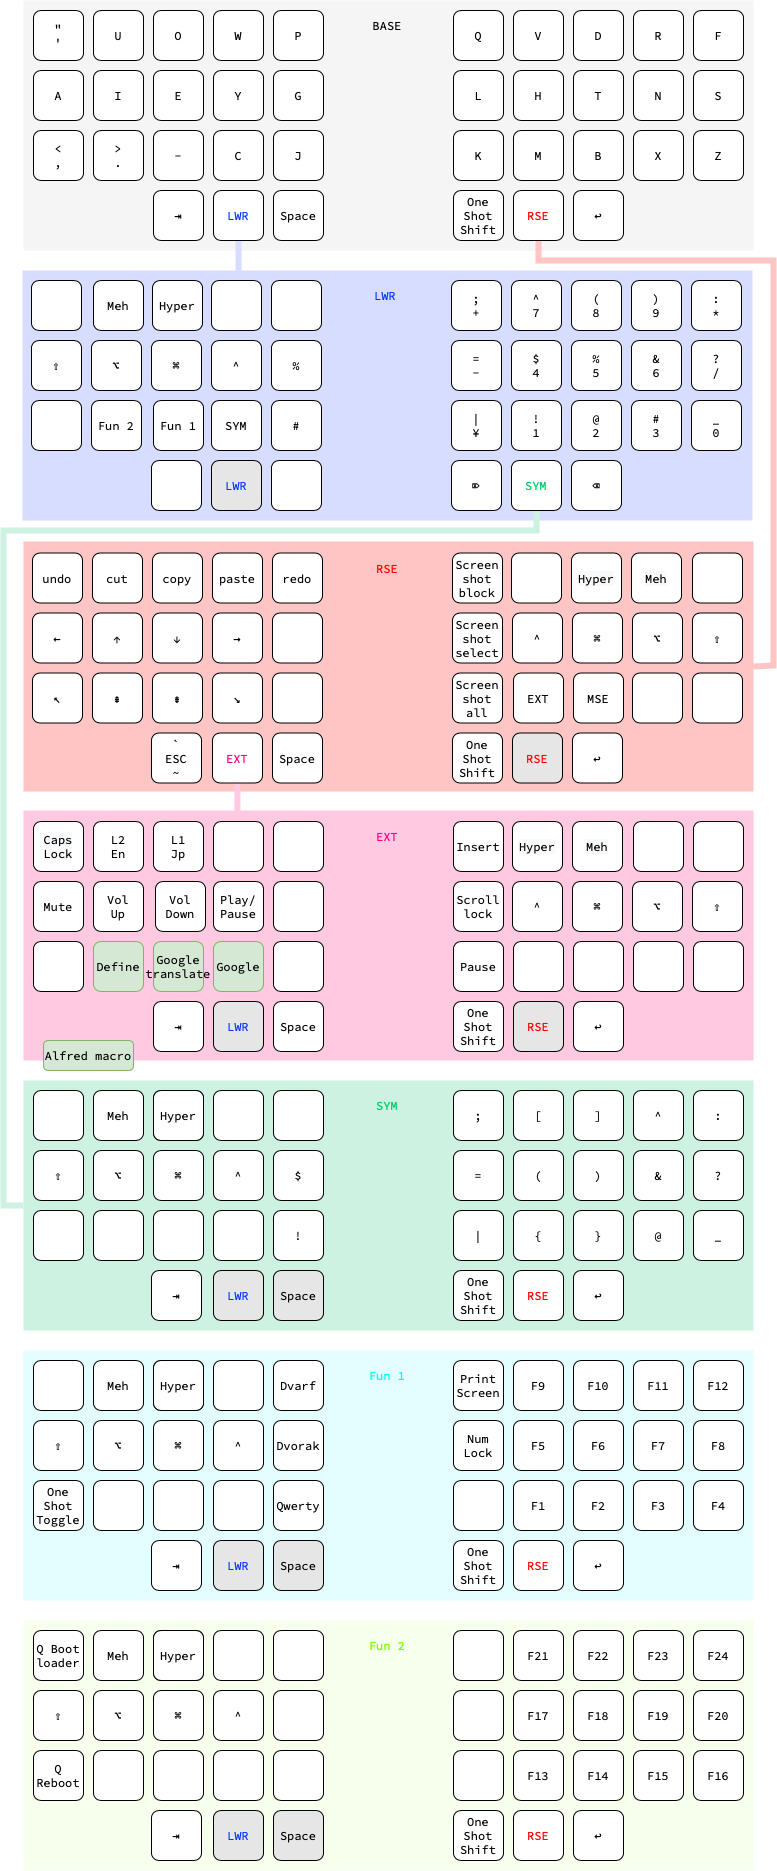 BASE
" U O W P Q V D R F
'
A I E Y G L H T N S
< > - C J K M B X Z
, .
⇥ LWR Space One Shot Shift RSE ↩
LWR
Meh Hyper ; ^ ( ) :
+ 7 8 9 *
⇧ ⌥ ⌘ ^ % = $ % & ?
- 4 5 6 /
Fun 2 Fun 1 SYM # | ! @ # _
¥ 1 2 3 0
LWR ⌦ SYM ⌫
RSE
undo cut copy paste redo Screen shot block Hyper Meh
← ↑ ↓ → Screen shot select ^ ⌘ ⌥ ⇧
↖ ⇞ ⇟ ↘ Screen shot all EXT MSE
` ESC ~ EXT Space One Shot Shift RSE ↩
EXT
Caps Lock L2 En L1 Jp Insert Hyper Meh
Mute Vol Up Vol Down Play/ Pause Scroll lock ^ ⌘ ⌥ ⇧
Define Google translate Google Pause
⇥ LWR Space One Shot Shift RSE ↩
Alfred macro
SYM
Meh Hyper ; [ ] ^ :
⇧ ⌥ ⌘ ^ $ = ( ) & ?
! | { } @ _
⇥ LWR Space One Shot Shift RSE ↩
Fun 1
Meh Hyper Dvarf Print Screen F9 F10 F11 F12
⇧ ⌥ ⌘ ^ Dvorak Num Lock F5 F6 F7 F8
One Shot Toggle Qwerty F1 F2 F3 F4
⇥ LWR Space One Shot Shift RSE ↩
Fun 2
Q Boot loader Meh Hyper F21 F22 F23 F24
⇧ ⌥ ⌘ ^ F17 F18 F19 F20
Q Reboot F13 F14 F15 F16
⇥ LWR Space One Shot Shift RSE ↩